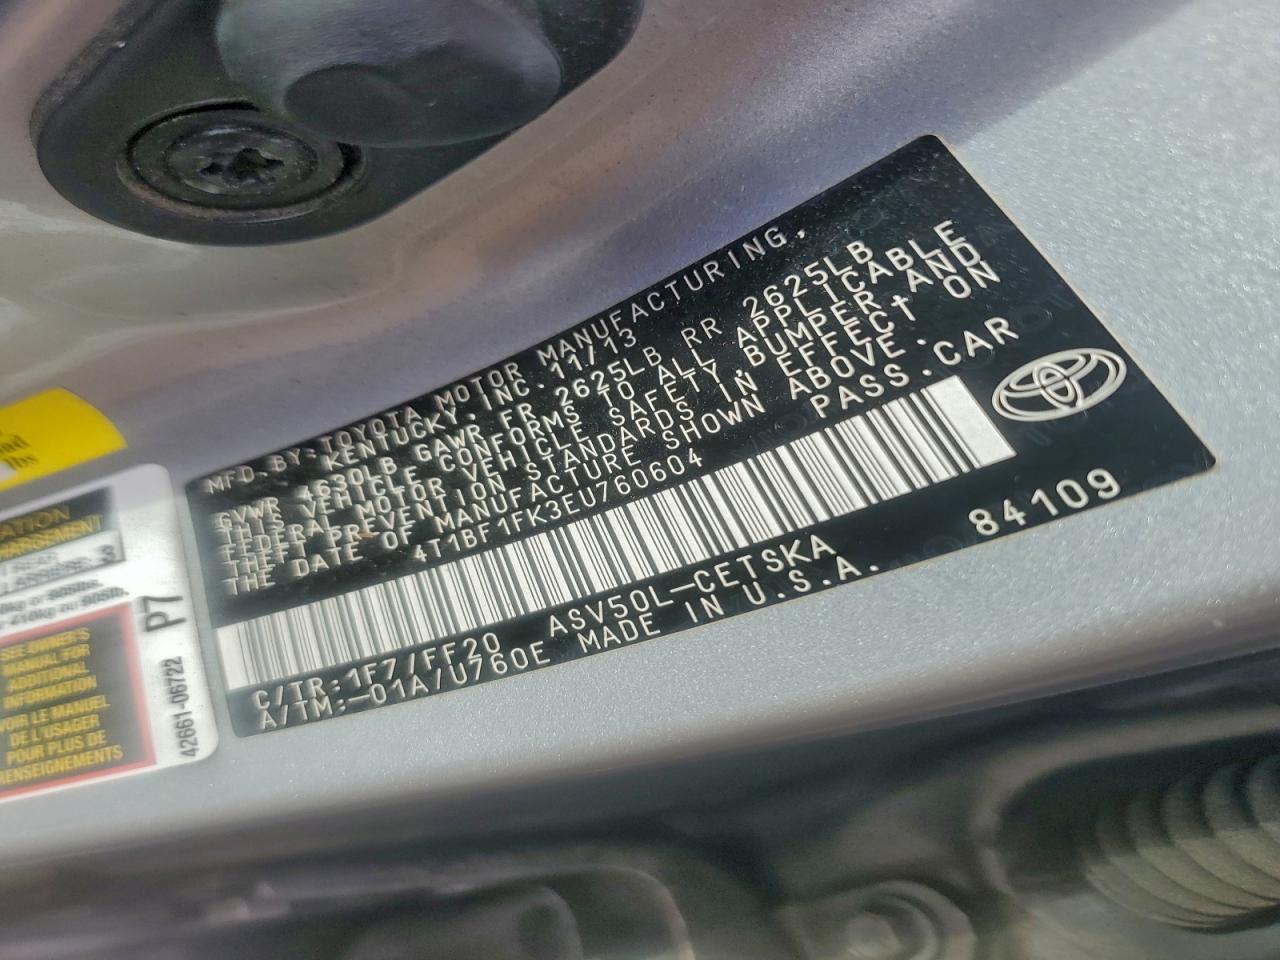 MFD.BY:TOYOTA MOTOR MANUFACTURING,
KENTUCKY,INC. 11/13
GVWR 4630LB GAWR FR 2625LB RR 2625LB
THIS VEHICLE CONFORMS TO ALL APPLICABLE
FEDERAL MOTOR VEHICLE SAFETY,BUMPER,AND
THEFT PREVENTION STANDARDS IN EFFECT ON
THE DATE OF MANUFACTURE SHOWN ABOVE.
4T1BF1FK3EU760604 PASS.CAR
C/TR:1F7/FF20 ASV50L-CETSKA
A/TM:-01A/U760E MADE IN U.S.A.
84109
TOYOTA
P7
42661-06722
SEE OWNER'S
MANUAL FOR
ADDITIONAL
INFORMATION
VOIR LE MANUEL
DE L'USAGER
POUR PLUS DE
RENSEIGNEMENTS